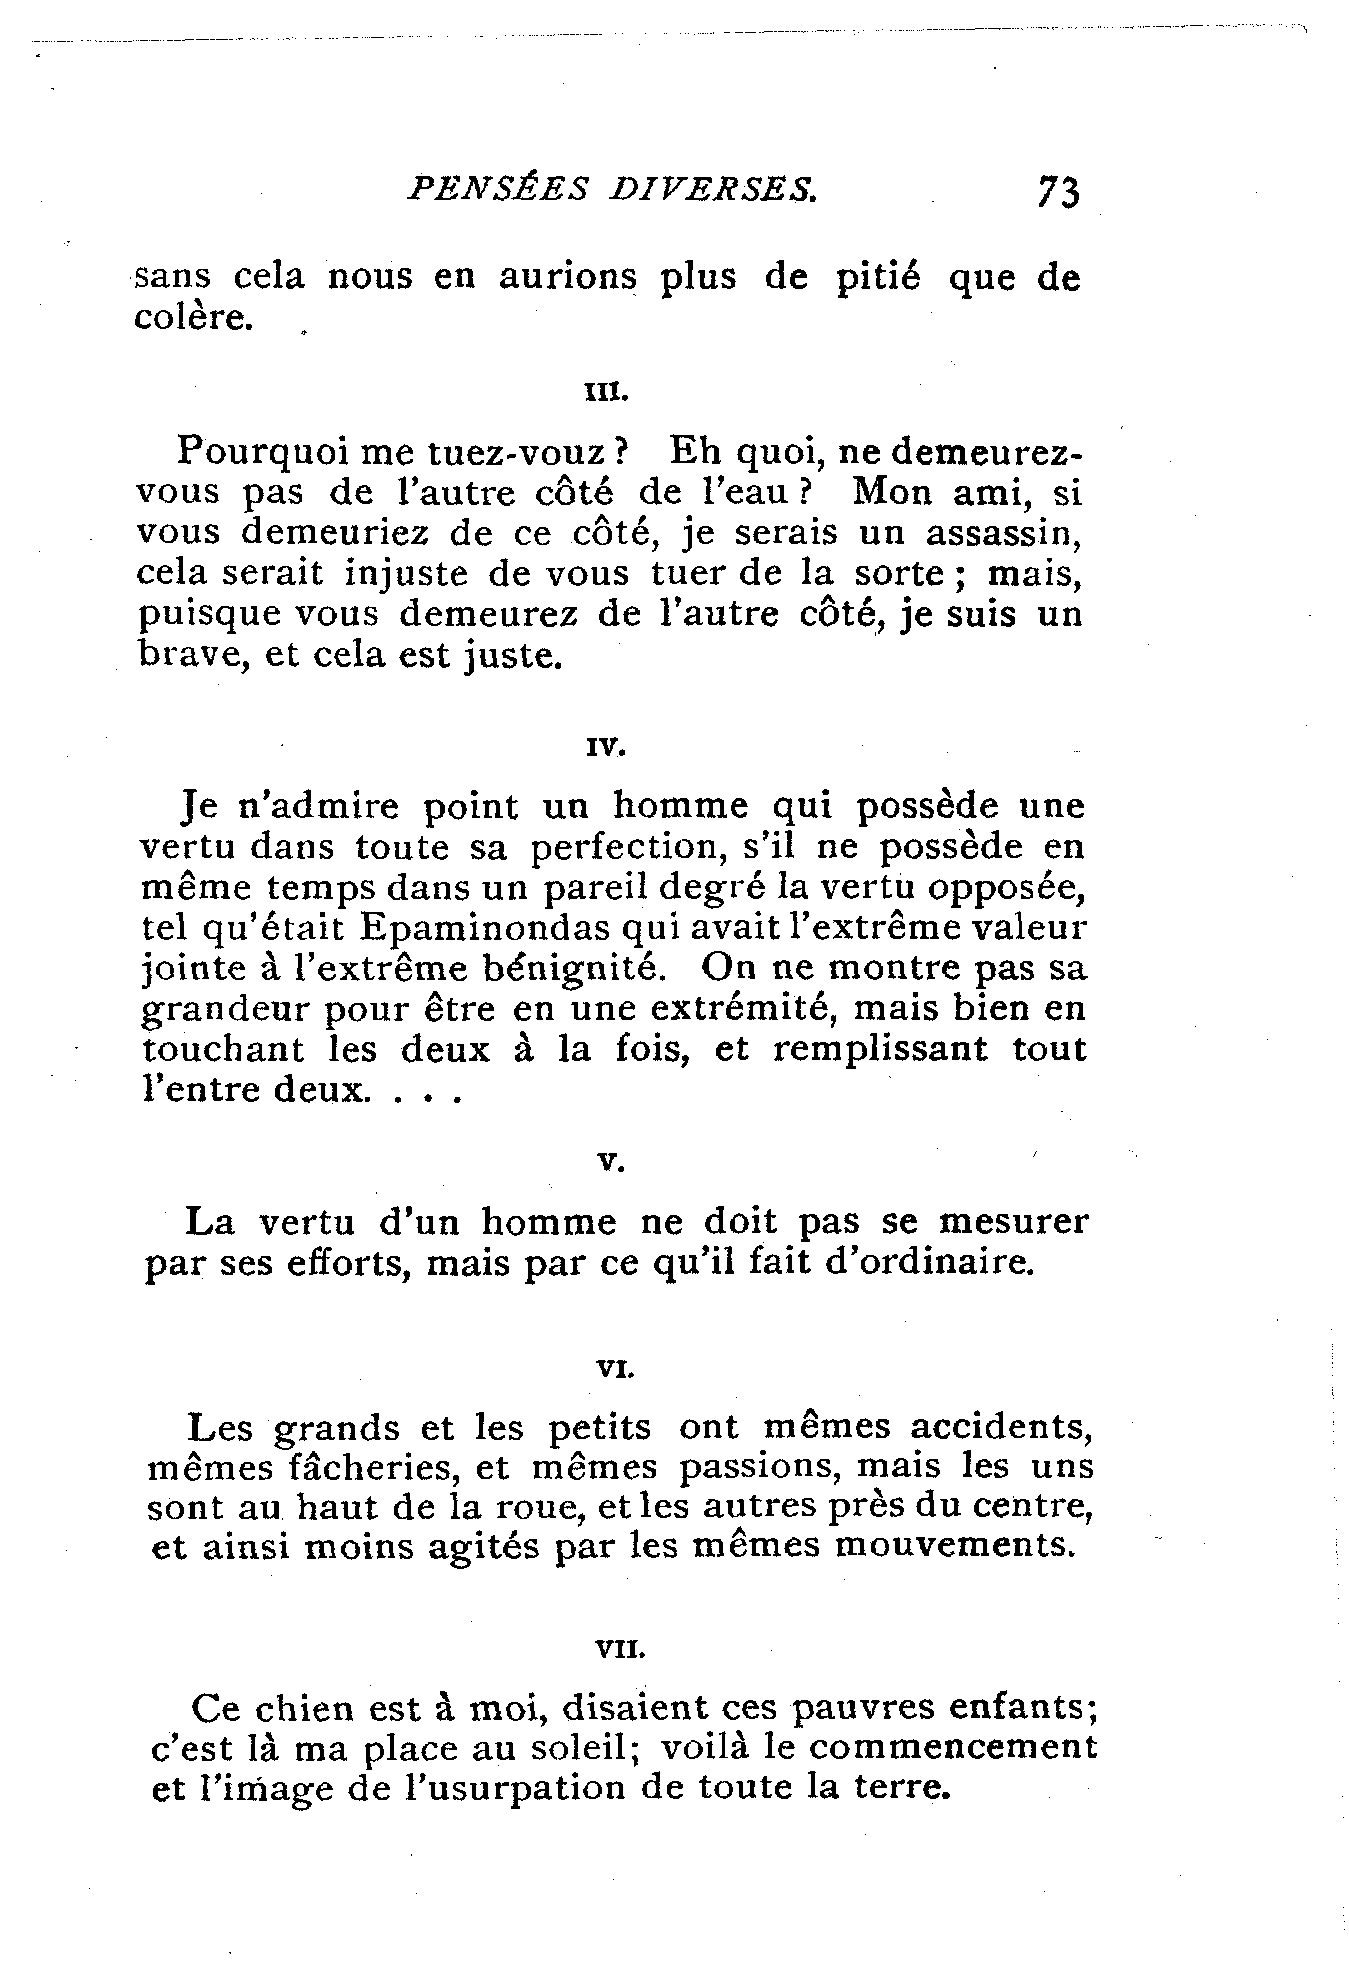 PENSÉES DIVERSES. 73
sans cela nous en aurions plus de pitié que de
colère.
III.
Pourquoi me tuez-vouz ? Eh quoi, ne demeurez-
vous pas de l'autre côté de l'eau ? Mon ami, si
vous demeuriez de ce côté, je serais un assassin,
cela serait injuste de vous tuer de la sorte ; mais,
puisque vous demeurez de l'autre côté, je suis un
brave, et cela est juste.
IV.
Je n'admire point un homme qui possède une
vertu dans toute sa perfection, s'il ne possède en
même temps dans un pareil degré la vertu opposée,
tel qu'était Epaminondas qui avait l'extrême valeur
jointe à l'extrême bénignité. On ne montre pas sa
grandeur pour être en une extrémité, mais bien en
touchant les deux à la fois, et remplissant tout
l'entre deux. . . .
V.
La vertu d'un homme ne doit pas se mesurer
par ses efforts, mais par ce qu'il fait d'ordinaire.
VI.
Les grands et les petits ont mêmes accidents,
mêmes fâcheries, et mêmes passions, mais les uns
sont au haut de la roue, et les autres près du centre,
et ainsi moins agités par les mêmes mouvements.
VII.
Ce chien est à moi, disaient ces pauvres enfants;
c'est là ma place au soleil; voilà le commencement
et l'image de l'usurpation de toute la terre.